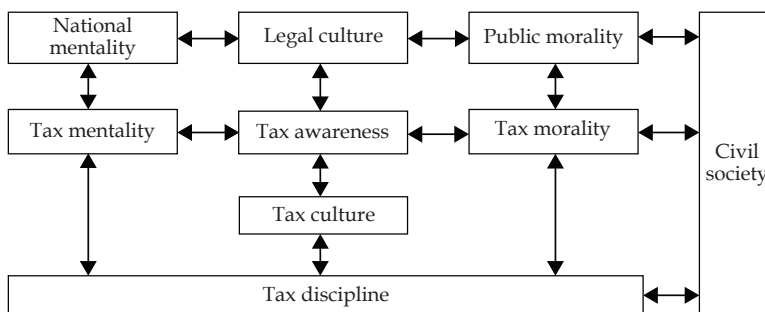 National
mentality
Legal culture
Public morality
Tax mentality
Tax awareness
Tax morality
Civil
society
Tax culture
Tax discipline